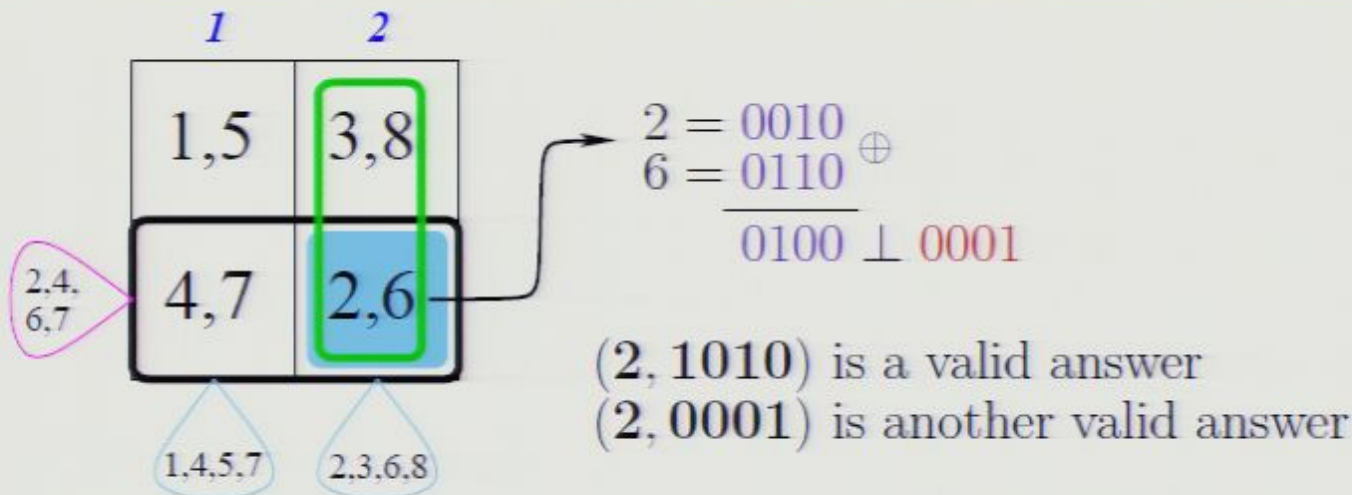 1 2
1,5 3,8
4,7 2,6
2,4,
6,7
1,4,5,7 2,3,6,8
2 = 0010
6 = 0110
⊕
0100 ⊥ 0001
(2, 1010) is a valid answer
(2, 0001) is another valid answer